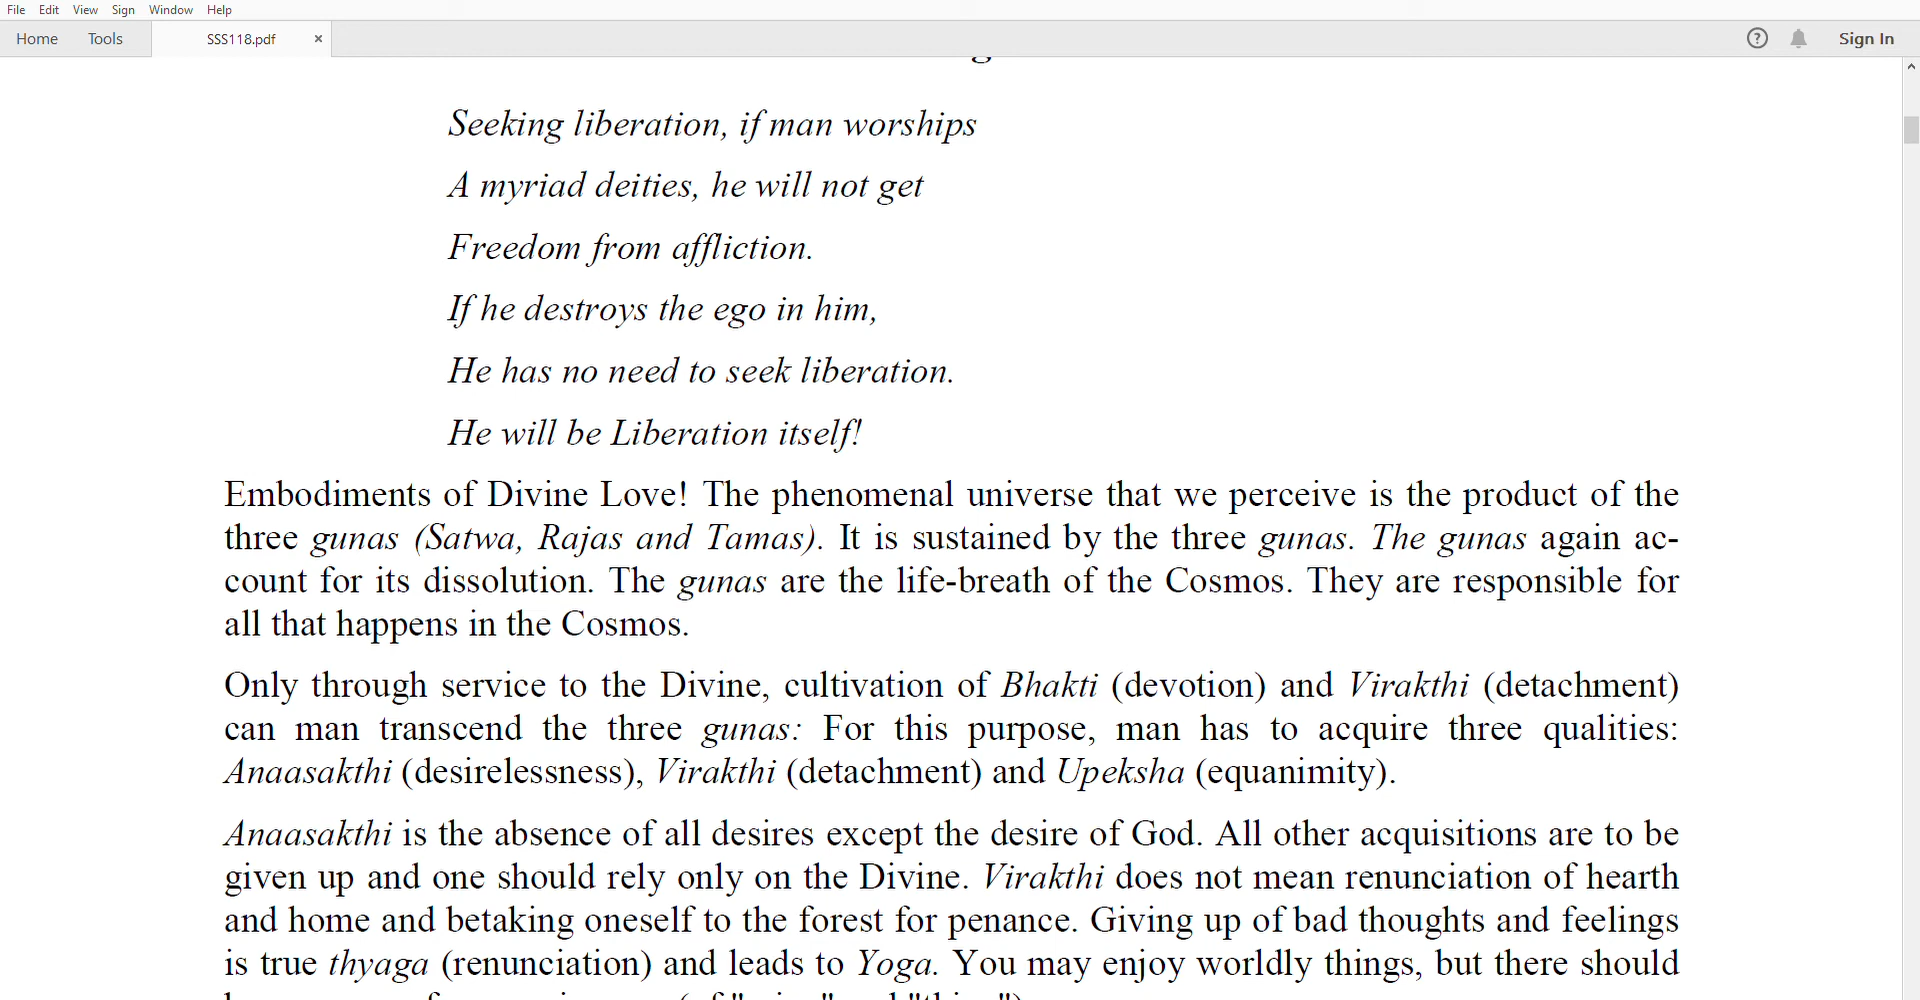 File Edit View Sign Window Help
Home Tools SSS118.pdf × ? Sign In
Seeking liberation, if man worships
A myriad deities, he will not get
Freedom from affliction.
If he destroys the ego in him,
He has no need to seek liberation.
He will be Liberation itself!
Embodiments of Divine Love! The phenomenal universe that we perceive is the product of the
three gunas (Satwa, Rajas and Tamas). It is sustained by the three gunas. The gunas again ac-
count for its dissolution. The gunas are the life-breath of the Cosmos. They are responsible for
all that happens in the Cosmos.
Only through service to the Divine, cultivation of Bhakti (devotion) and Virakthi (detachment)
can man transcend the three gunas: For this purpose, man has to acquire three qualities:
Anaasakthi (desirelessness), Virakthi (detachment) and Upeksha (equanimity).
Anaasakthi is the absence of all desires except the desire of God. All other acquisitions are to be
given up and one should rely only on the Divine. Virakthi does not mean renunciation of hearth
and home and betaking oneself to the forest for penance. Giving up of bad thoughts and feelings
is true thyaga (renunciation) and leads to Yoga. You may enjoy worldly things, but there should